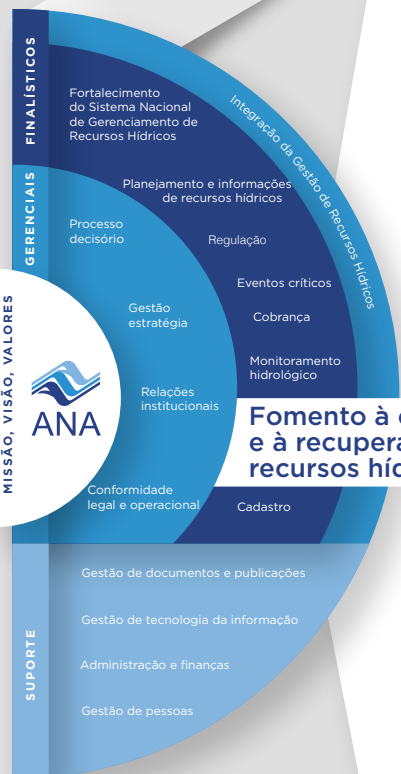 FINALÍSTICOS
Fortalecimento
do Sistema Nacional
de Gerenciamento de
Recursos Hídricos
Integração da Gestão de Recursos Hídricos
Planejamento e informações
de recursos hídricos
Regulação
Eventos críticos
Cobrança
Monitoramento
hidrológico
Fomento à
e à
Cadastro
GERENCIAIS
Processo
decisório
Gestão
estratégia
Relações
institucionais
Conformidade
legal e operacional
MISSÃO, VISÃO, VALORES
ANA
SUPORTE
Gestão de documentos e publicações
Gestão de tecnologia da informação
Administração e finanças
Gestão de pessoas
recursos